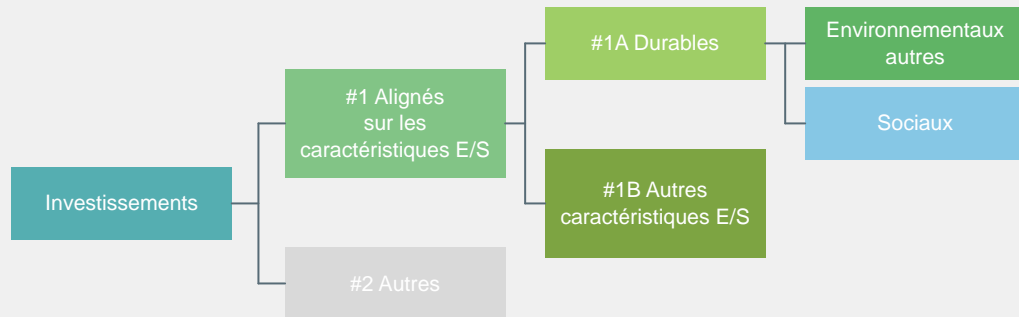 Investissements
#1 Alignés
sur les
caractéristiques E/S
#2 Autres
#1A Durables
#1B Autres
caractéristiques E/S
Environnementaux
autres
Sociaux